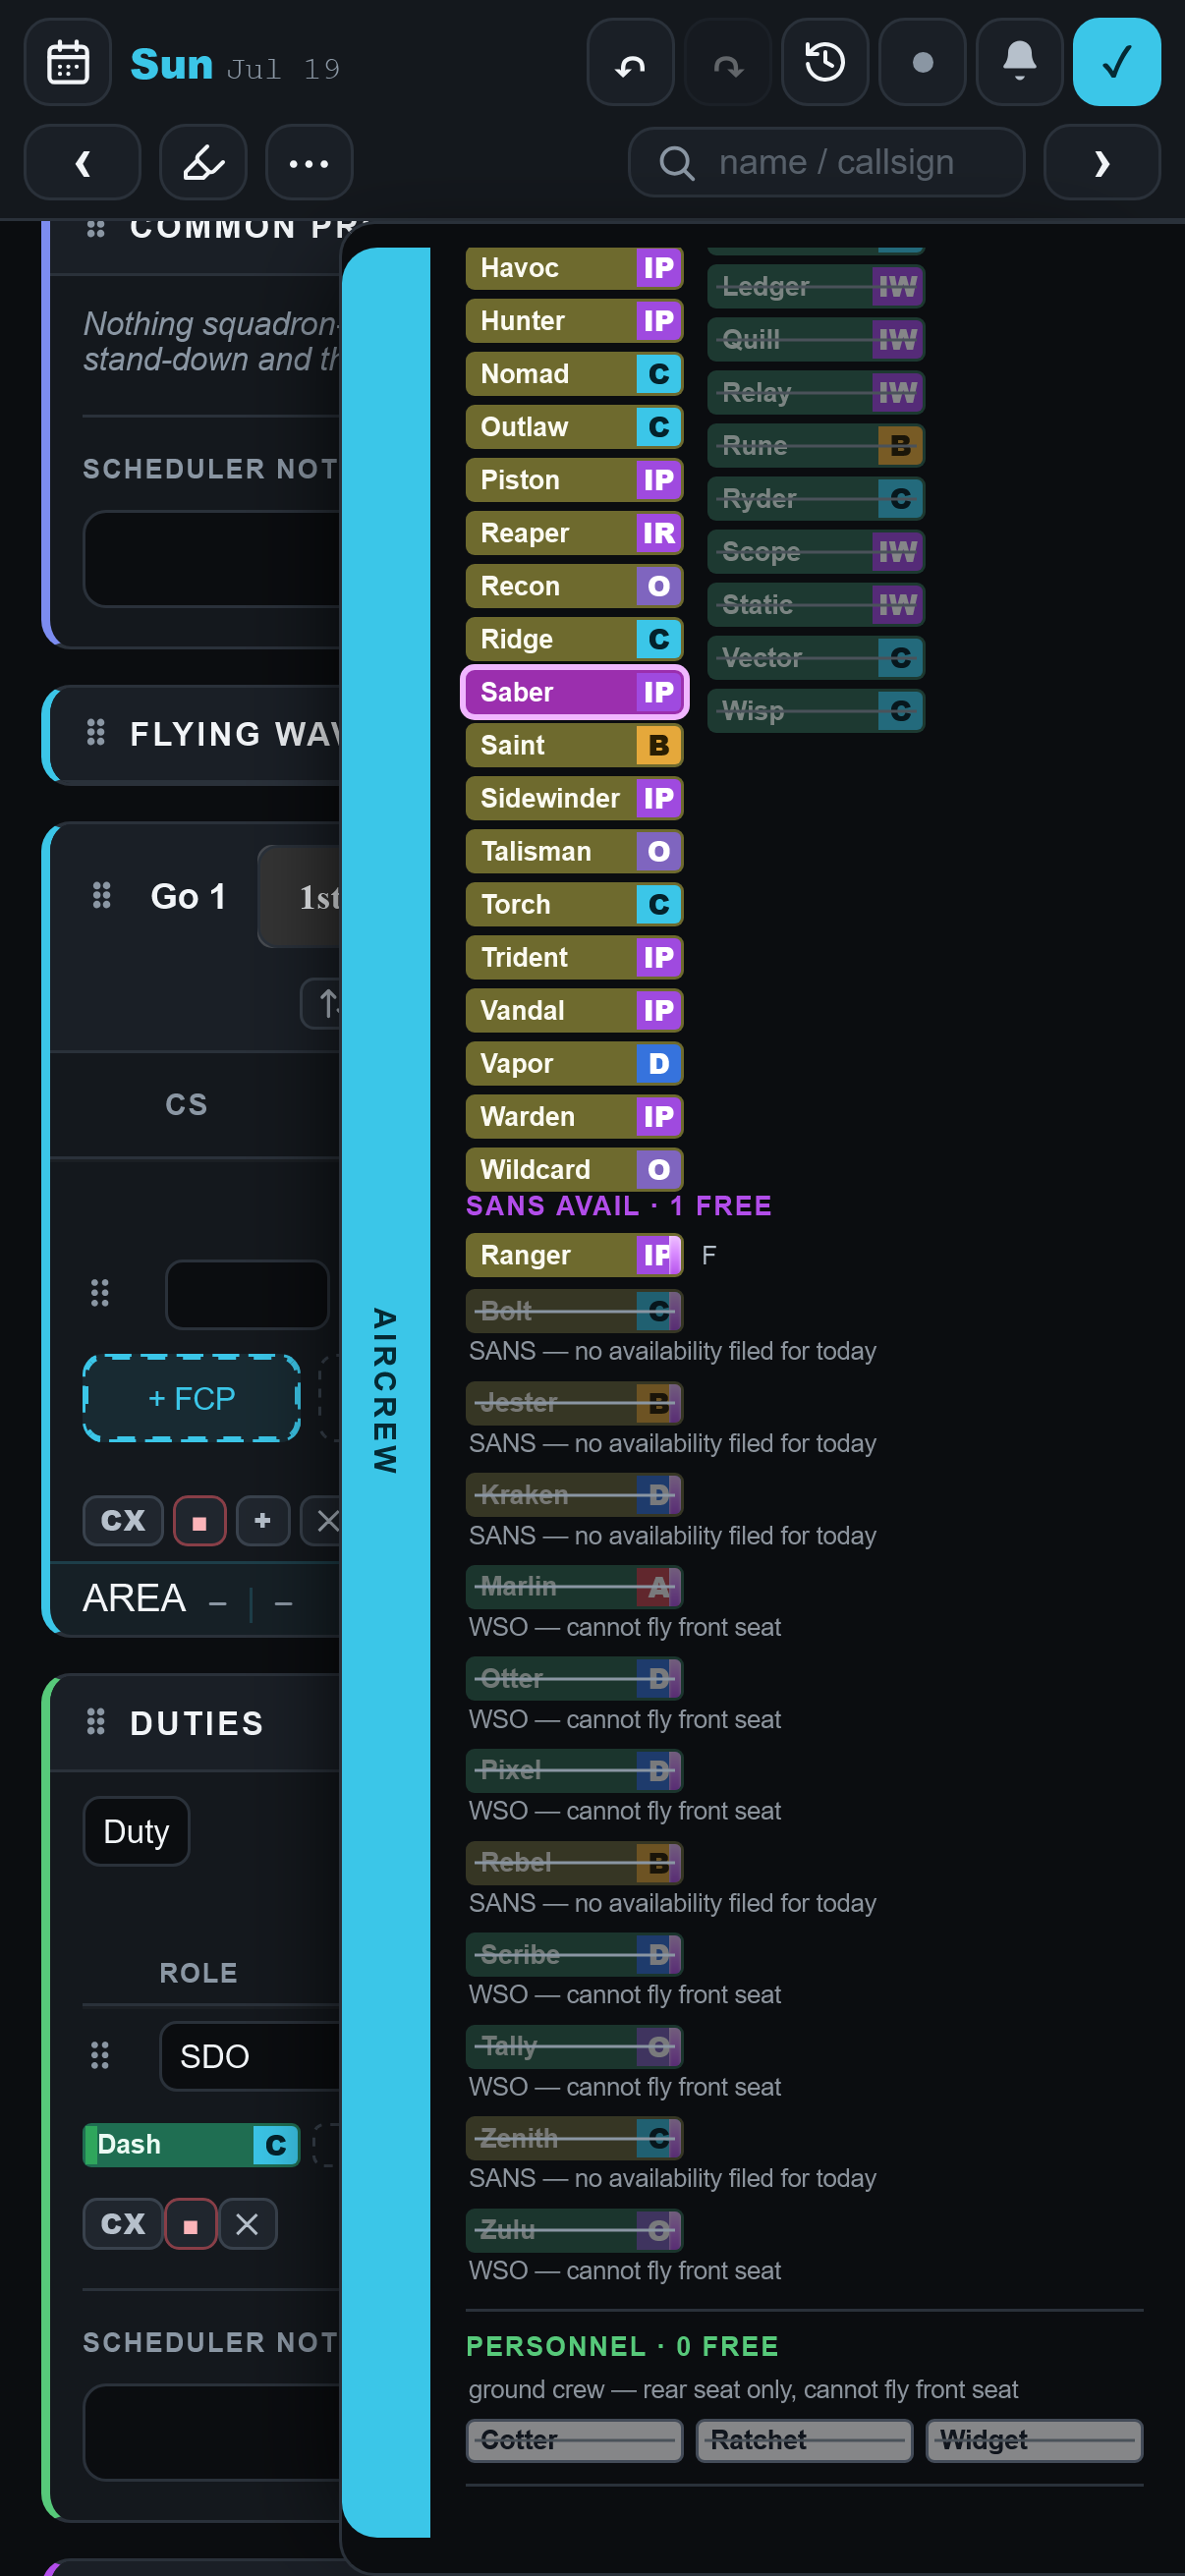 Sun Jul 19
name / callsign
COMMON PR
Nothing squadron-
stand-down and th
SCHEDULER NOT
FLYING WAV
Go 1 1st
CS
+ FCP
CX
AREA – | –
DUTIES
Duty
ROLE
SDO
Dash C
CX
SCHEDULER NOT
AIRCREW
Havoc IP
Hunter IP
Nomad C
Outlaw C
Piston IP
Reaper IR
Recon O
Ridge C
Saber IP
Saint B
Sidewinder IP
Talisman O
Torch C
Trident IP
Vandal IP
Vapor D
Warden IP
Wildcard O
Ledger IW
Quill IW
Relay IW
Rune B
Ryder C
Scope IW
Static IW
Vector C
Wisp C
SANS AVAIL · 1 FREE
Ranger IP F
Bolt C
SANS — no availability filed for today
Jester B
SANS — no availability filed for today
Kraken D
SANS — no availability filed for today
Marlin A
WSO — cannot fly front seat
Otter D
WSO — cannot fly front seat
Pixel D
WSO — cannot fly front seat
Rebel B
SANS — no availability filed for today
Scribe D
WSO — cannot fly front seat
Tally O
WSO — cannot fly front seat
Zenith C
SANS — no availability filed for today
Zulu O
WSO — cannot fly front seat
PERSONNEL · 0 FREE
ground crew — rear seat only, cannot fly front seat
Cotter Ratchet Widget